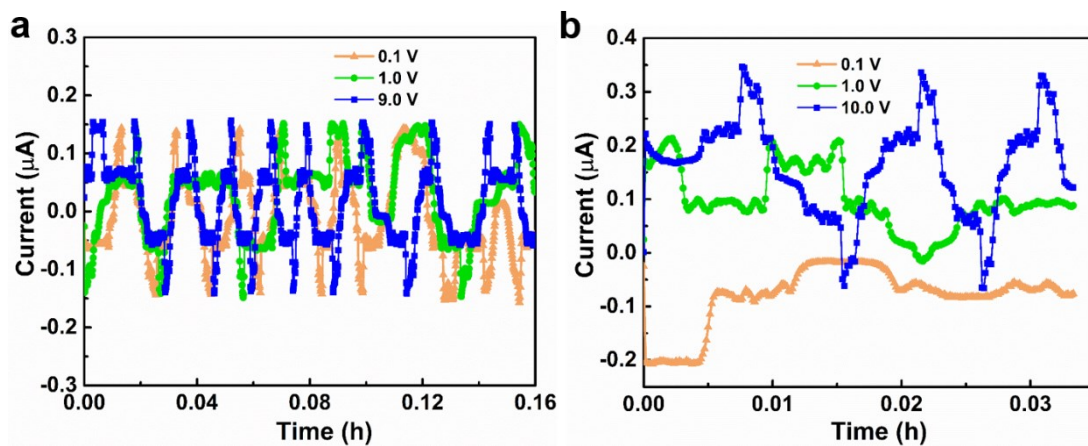 a
0.3
0.2
0.1
0.0
-0.1
-0.2
-0.3
Current (μA)
0.1 V
1.0 V
9.0 V
0.00 0.04 0.08 0.12 0.16
Time (h)
b
0.4
0.3
0.2
0.1
0.0
-0.1
-0.2
Current (μA)
0.1 V
1.0 V
10.0 V
0.00 0.01 0.02 0.03
Time (h)